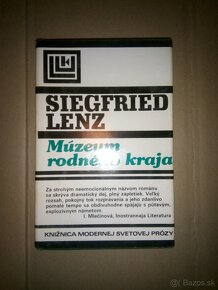 SIEGFRIED
LENZ
Múzeum
rodného kraja
Za strohým neemocionálnym názvom románu
sa skrýva dramatický dej, plný zápletiek. Veľký
rozsah, pokojný tok rozprávania a jeho zdanlivo
pomalé tempo sa obdivuhodne spájajú s pútavým,
explozívnym námetom.
I. Mlečinová, Inostrannaja Literatura
KNIŽNICA MODERNEJ SVETOVEJ PRÓZY
Bazos.sk